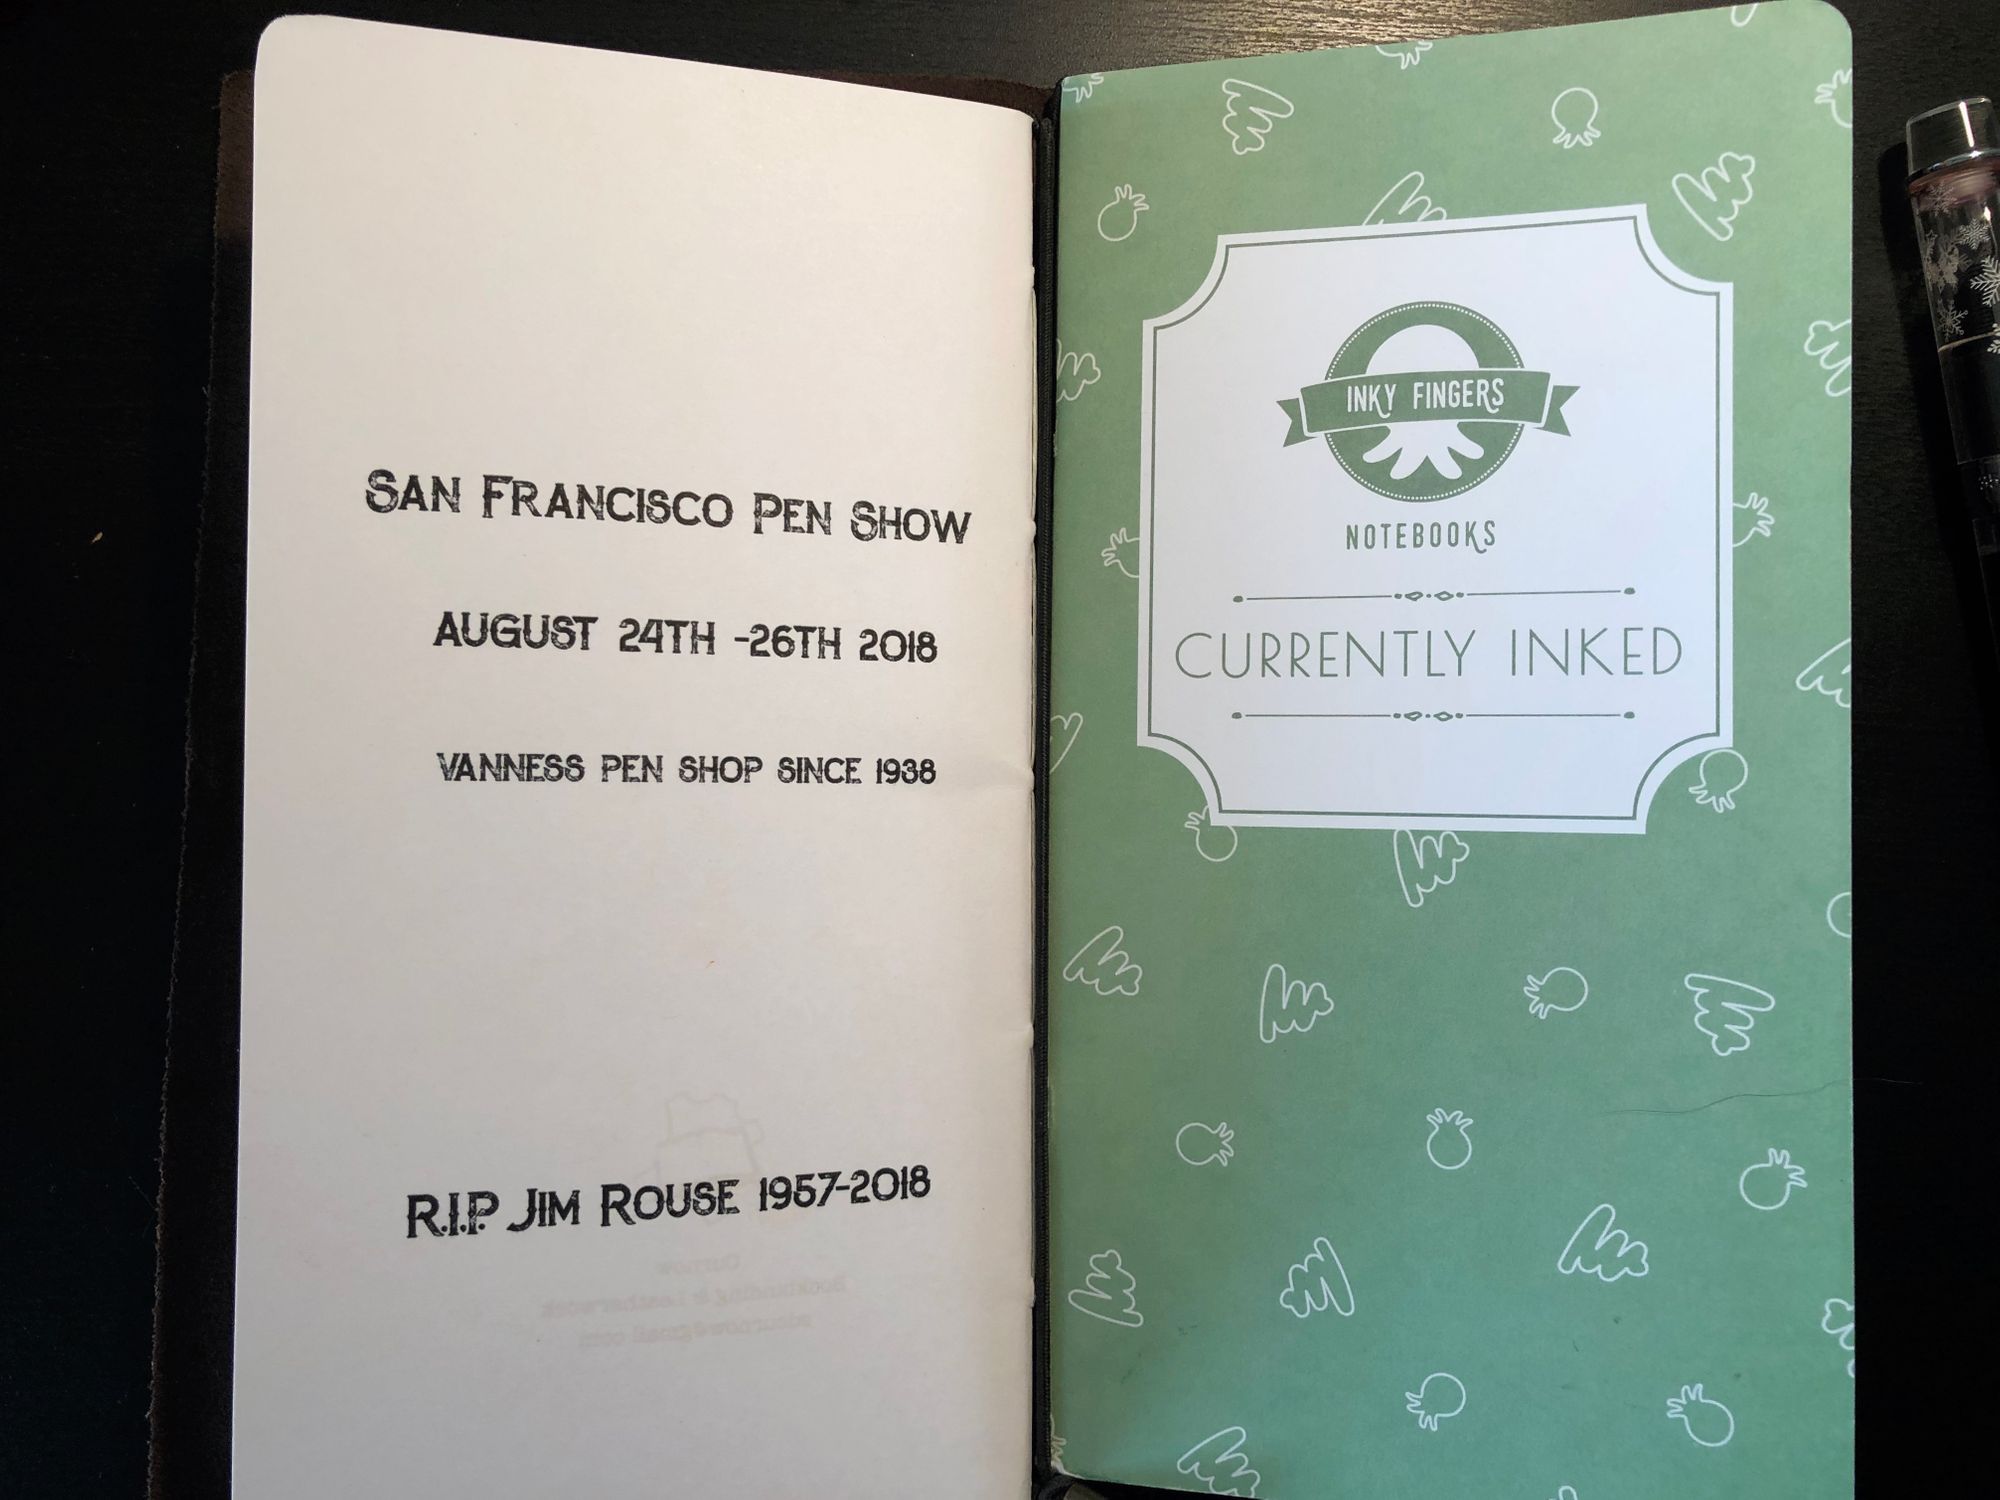 San Francisco Pen Show
August 24th -26th 2018
Vanness Pen Shop Since 1938
R.I.P. Jim Rouse 1957-2018
INKY FINGERS
NOTEBOOKS
CURRENTLY INKED